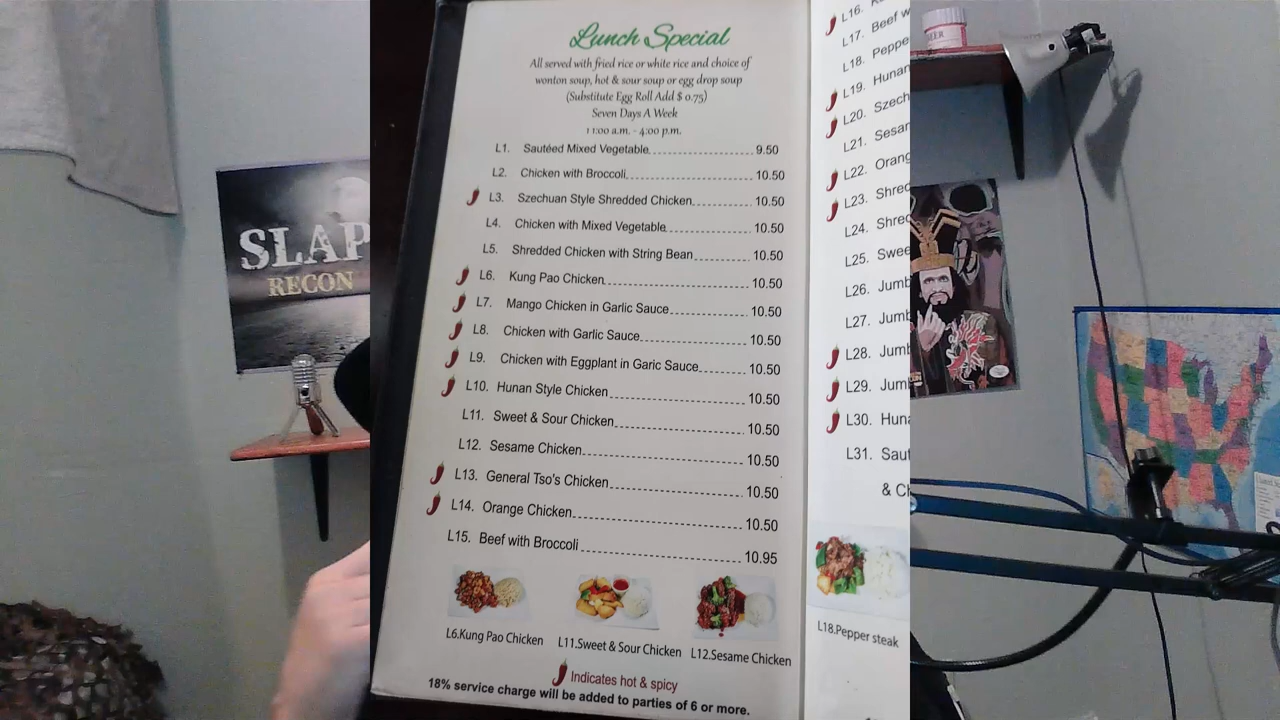 SLAP
RECON
Lunch Special
All served with fried rice or white rice and choice of
wonton soup, hot & sour soup or egg drop soup
(Substitute Egg Roll Add $ 0.75)
Seven Days A Week
11:00 a.m. - 4:00 p.m.
L1. Sautéed Mixed Vegetable 9.50
L2. Chicken with Broccoli 10.50
L3. Szechuan Style Shredded Chicken 10.50
L4. Chicken with Mixed Vegetable 10.50
L5. Shredded Chicken with String Bean 10.50
L6. Kung Pao Chicken 10.50
L7. Mango Chicken in Garlic Sauce 10.50
L8. Chicken with Garlic Sauce 10.50
L9. Chicken with Eggplant in Garic Sauce 10.50
L10. Hunan Style Chicken 10.50
L11. Sweet & Sour Chicken 10.50
L12. Sesame Chicken 10.50
L13. General Tso's Chicken 10.50
L14. Orange Chicken 10.50
L15. Beef with Broccoli 10.95
L6.Kung Pao Chicken
L11.Sweet & Sour Chicken
L12.Sesame Chicken
Indicates hot & spicy
18% service charge will be added to parties of 6 or more.
L16.
L17. Beef w
L18. Peppe
L19. Hunan
L20. Szech
L21. Sesar
L22. Orang
L23. Shred
L24. Shred
L25. Swee
L26. Jumb
L27. Jumb
L28. Jumb
L29. Jumb
L30. Huna
L31. Saut
& Ch
L18.Pepper steak